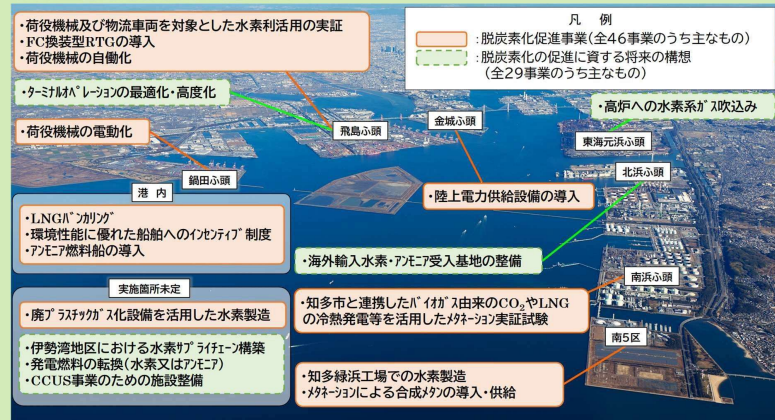 ・荷役機械及び物流車両を対象とした水素利活用の実証
・FC換装型RTGの導入
・荷役機械の自働化
凡　例
：脱炭素化促進事業(全46事業のうち主なもの)
：脱炭素化の促進に資する将来の構想
(全29事業のうち主なもの)
・ターミナルオペレーションの最適化・高度化
・高炉への水素系ガス吹込み
・荷役機械の電動化
飛島ふ頭
金城ふ頭
東海元浜ふ頭
鍋田ふ頭
北浜ふ頭
港 内
・LNGバンカリング
・環境性能に優れた船舶へのインセンティブ制度
・アンモニア燃料船の導入
・陸上電力供給設備の導入
・海外輸入水素・アンモニア受入基地の整備
南浜ふ頭
実施箇所未定
・廃プラスチックガス化設備を活用した水素製造
・伊勢湾地区における水素サプライチェーン構築
・発電燃料の転換(水素又はアンモニア)
・CCUS事業のための施設整備
・知多市と連携したバイオガス由来のCO₂やLNG
の冷熱発電等を活用したメタネーション実証試験
南5区
・知多緑浜工場での水素製造
・メタネーションによる合成メタンの導入・供給